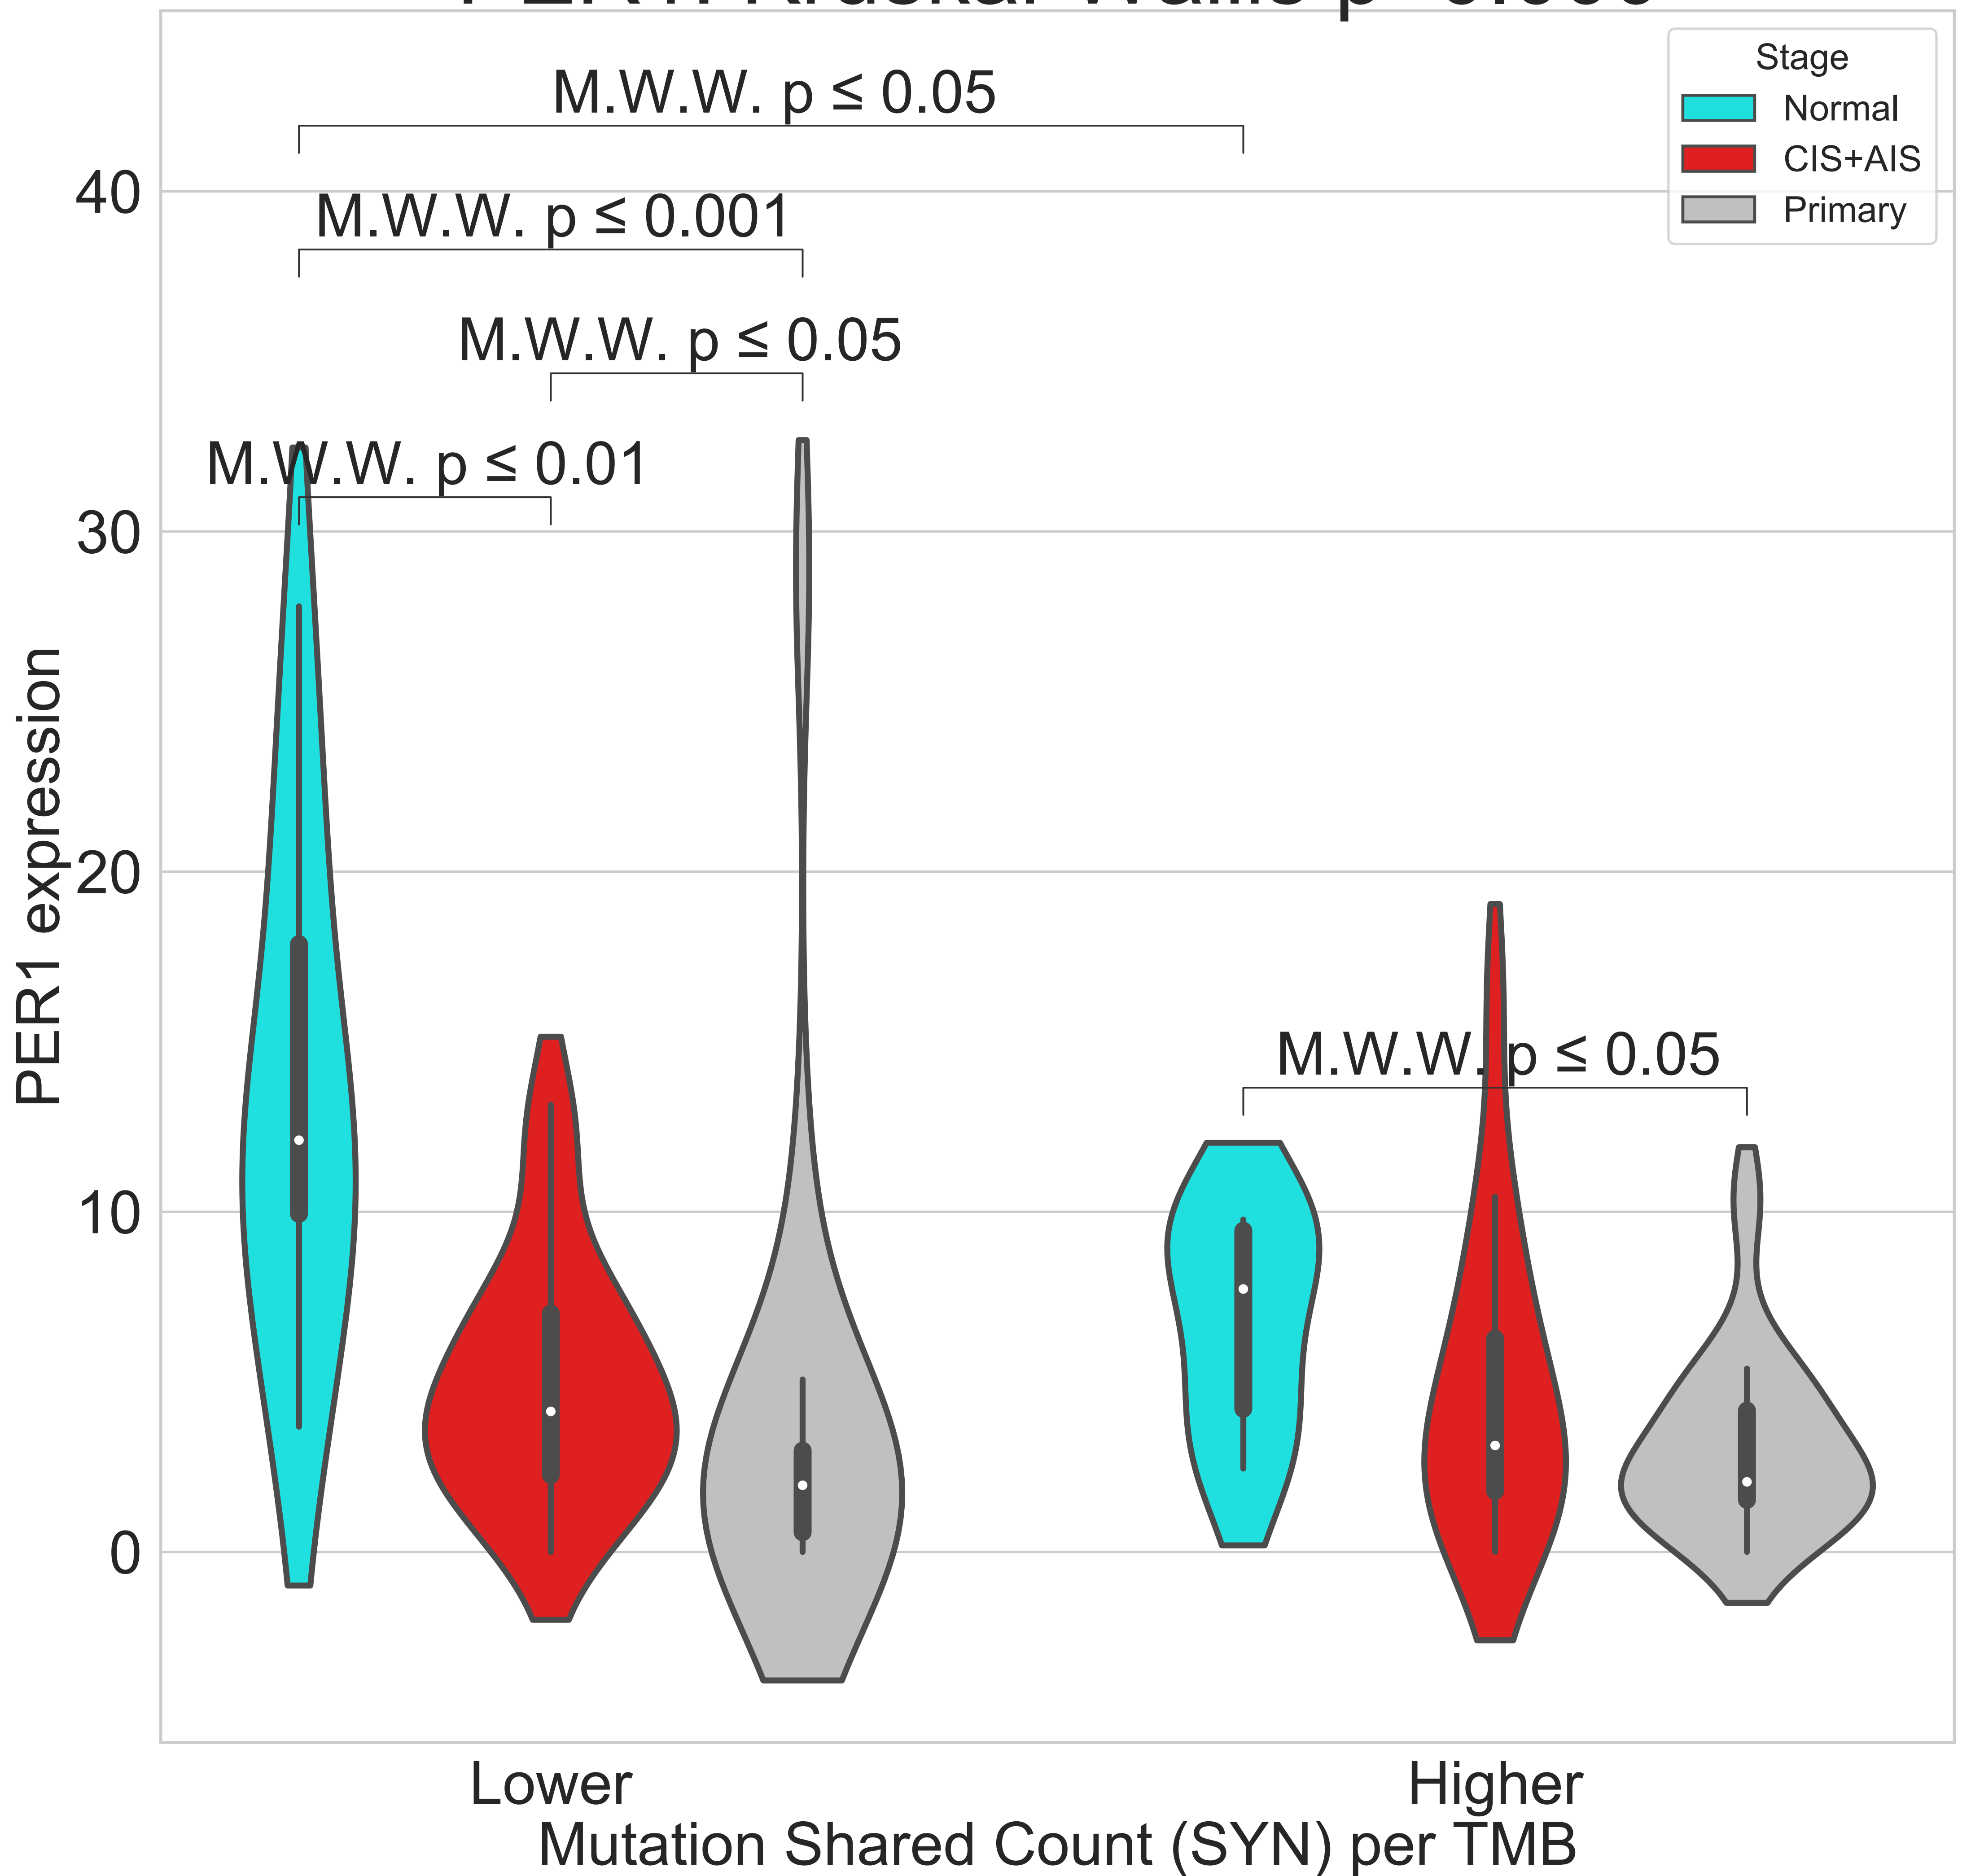 Stage
Normal
CIS+AIS
Primary
M.W.W. p ≤ 0.05
M.W.W. p ≤ 0.001
M.W.W. p ≤ 0.05
M.W.W. p ≤ 0.01
M.W.W. p ≤ 0.05
40
30
20
10
0
PER1 expression
Lower
Higher
Mutation Shared Count (SYN) per TMB